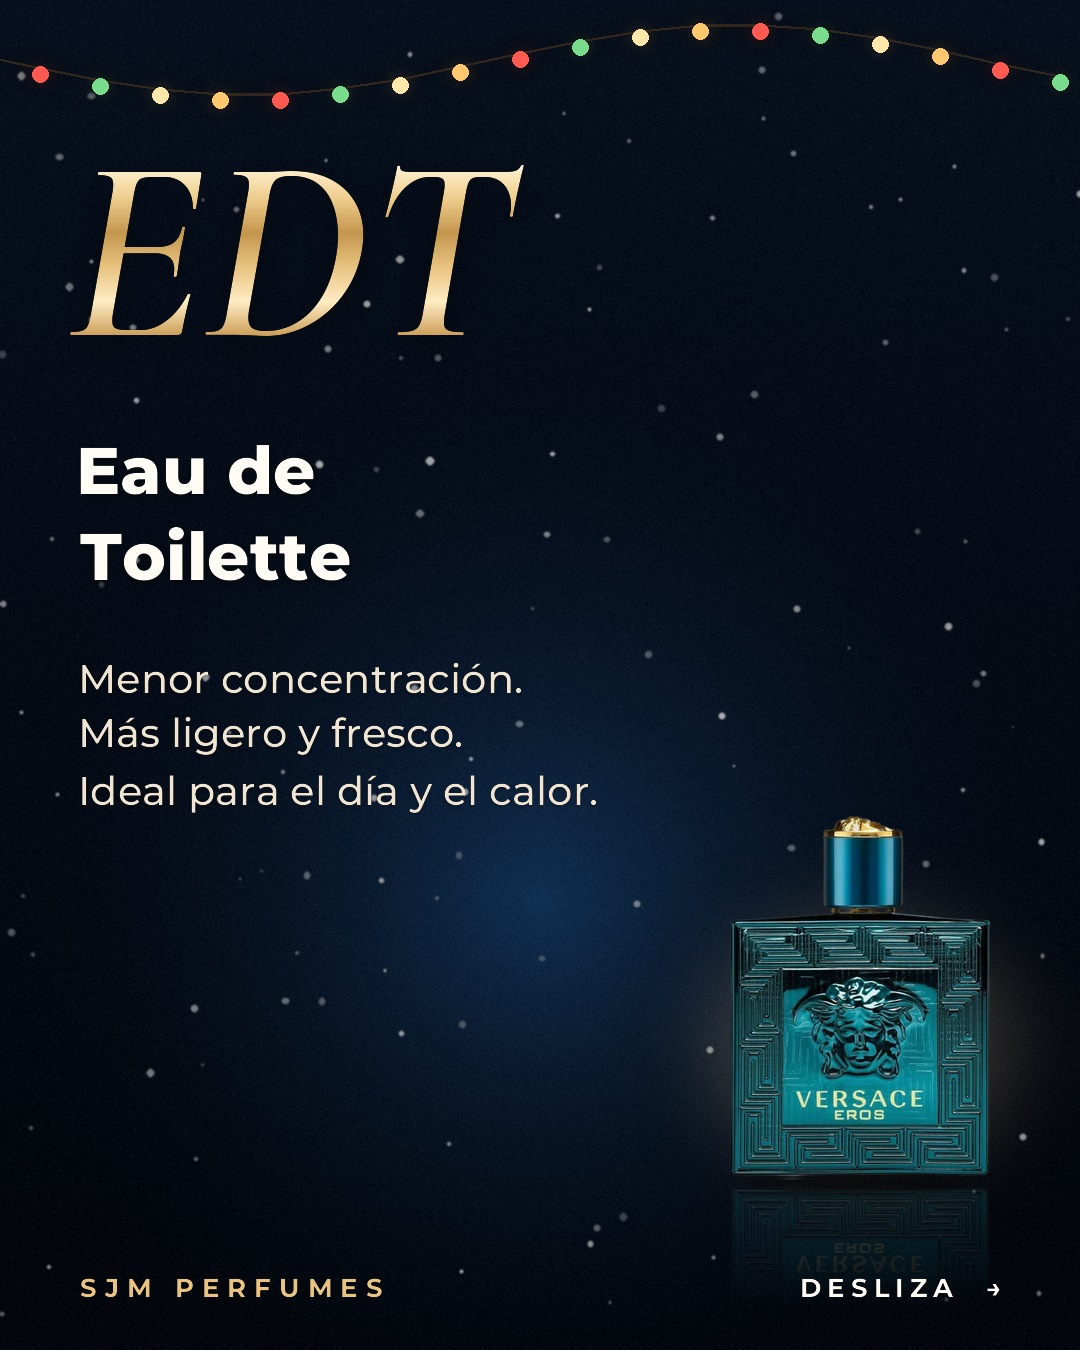 EDT
Eau de
Toilette
Menor concentración.
Más ligero y fresco.
Ideal para el día y el calor.
VERSACE
EROS
SJM PERFUMES
DESLIZA →